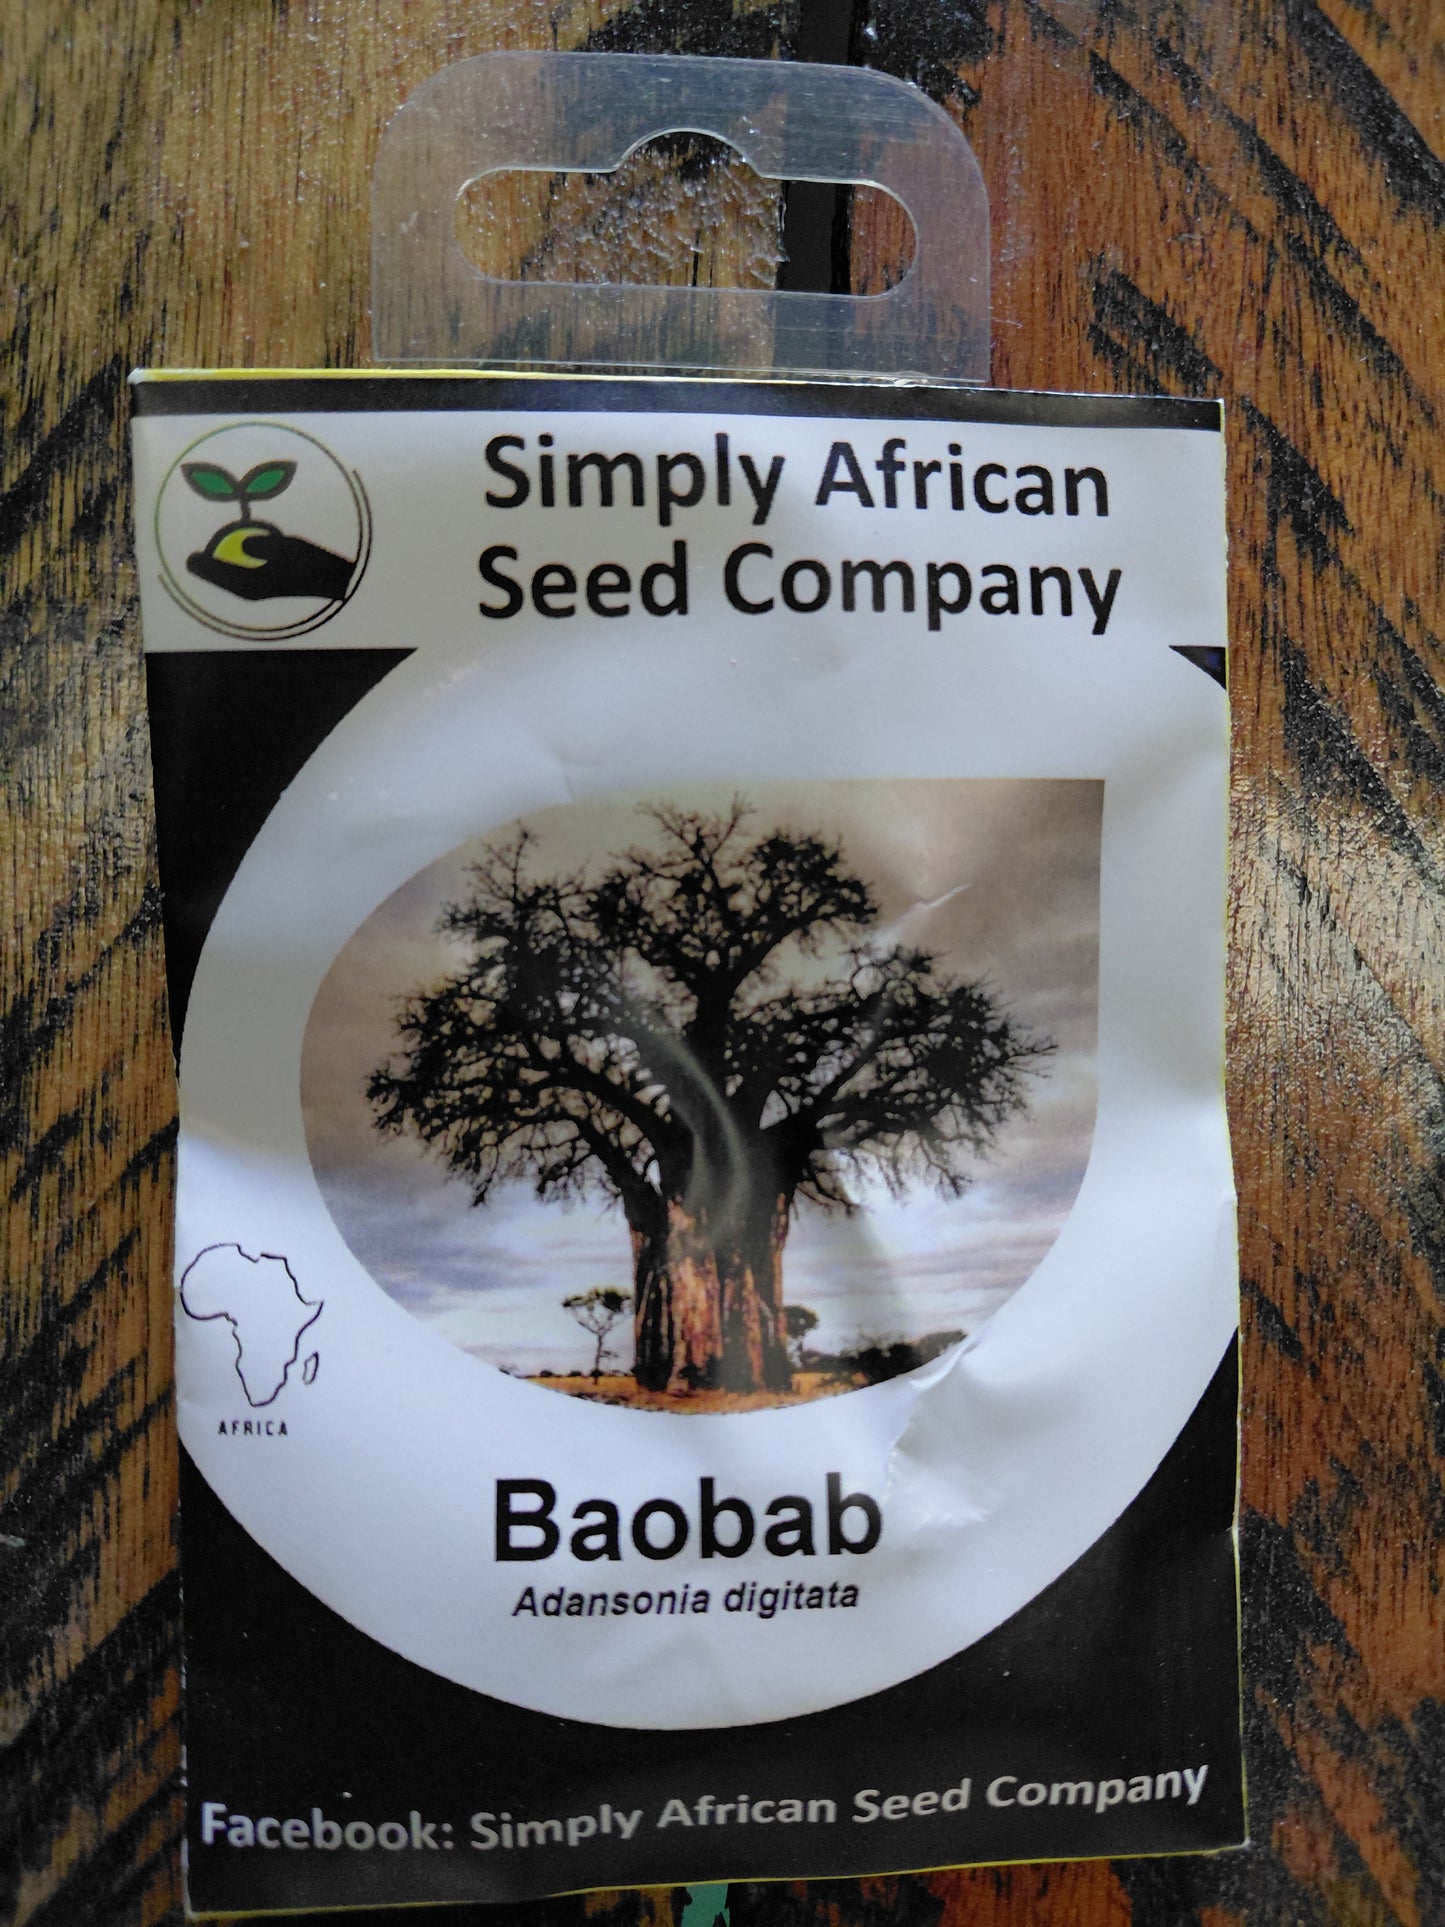 Simply African
Seed Company
AFRICA
Baobab
Adansonia digitata
Facebook: Simply African Seed Company